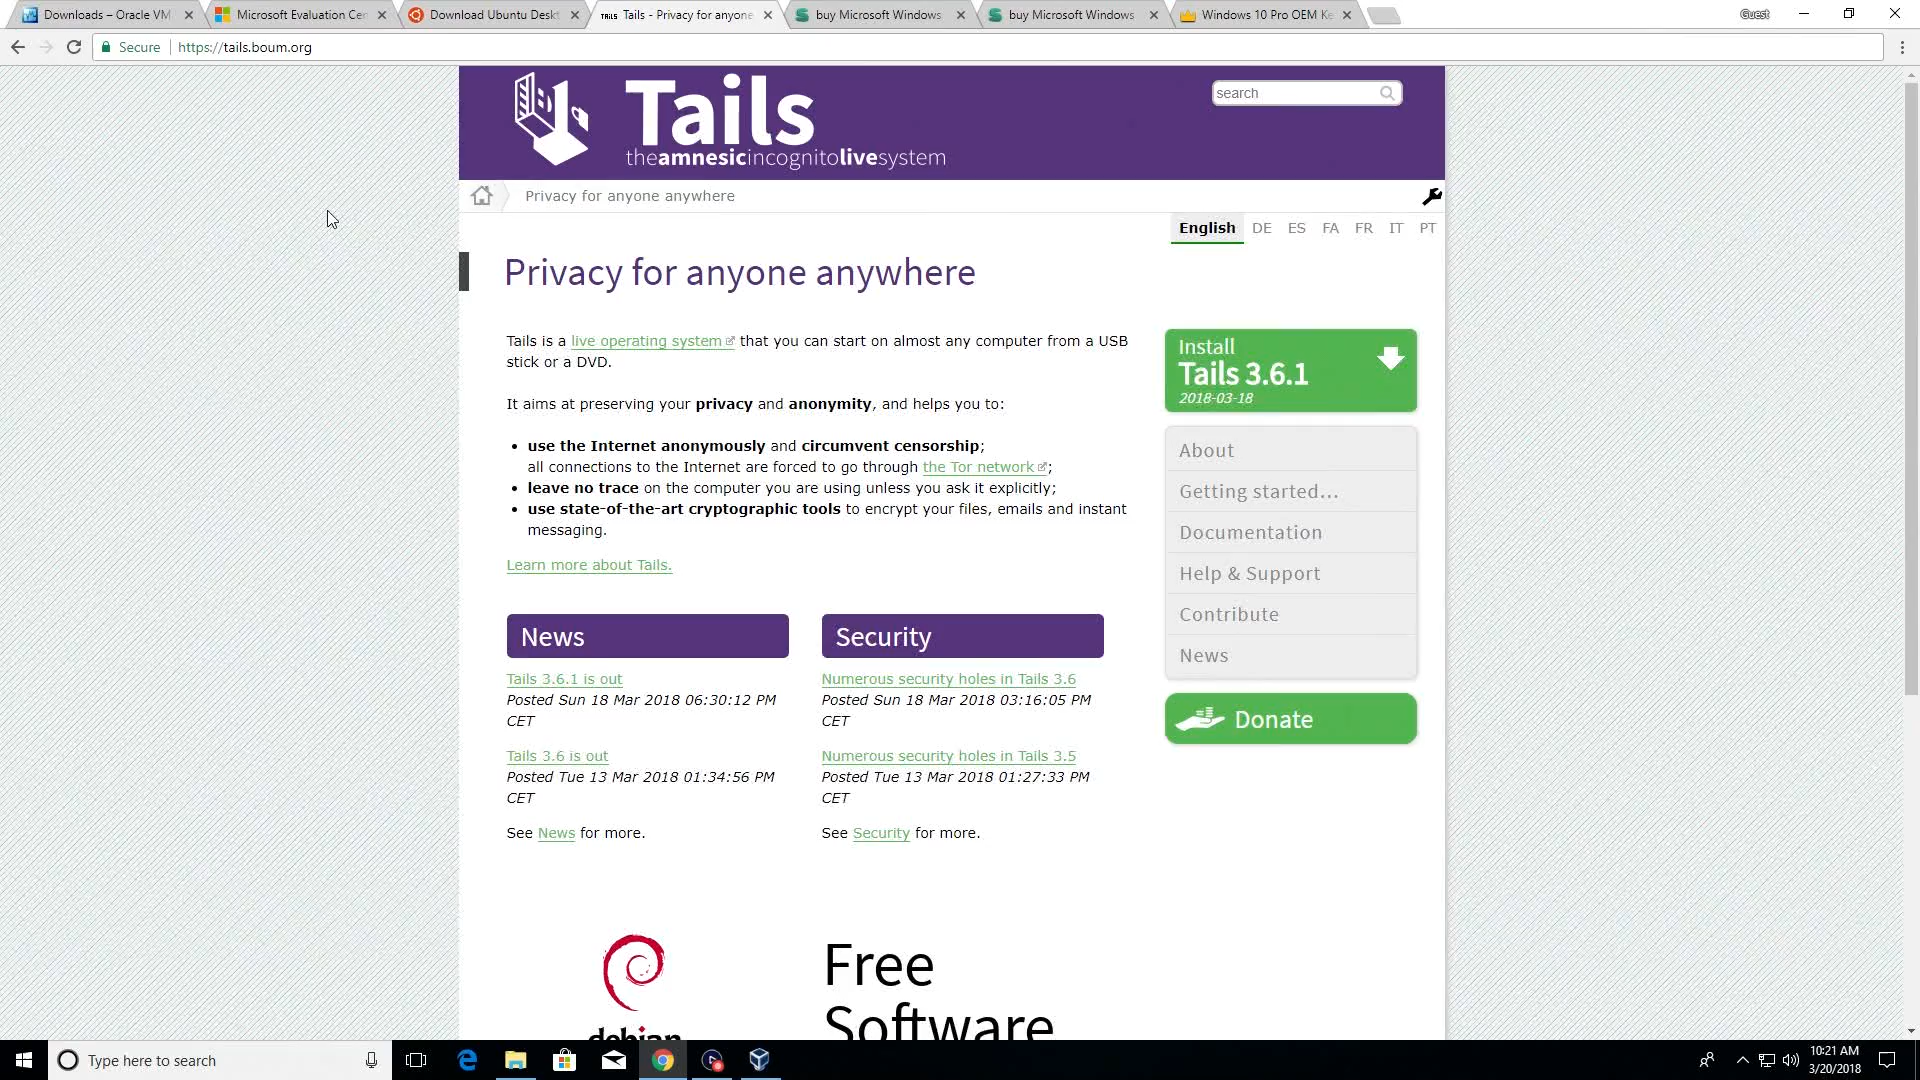 Downloads – Oracle VM
Microsoft Evaluation Cen
Download Ubuntu Deskt
TAILS Tails - Privacy for anyone
buy Microsoft Windows
buy Microsoft Windows
Windows 10 Pro OEM Ke
Guest
Secure
https://tails.boum.org
Tails
theamnesicincognitolivesystem
search
Privacy for anyone anywhere
English DE ES FA FR IT PT
Privacy for anyone anywhere
Tails is a live operating system that you can start on almost any computer from a USB
stick or a DVD.
It aims at preserving your privacy and anonymity, and helps you to:
use the Internet anonymously and circumvent censorship;
all connections to the Internet are forced to go through the Tor network;
leave no trace on the computer you are using unless you ask it explicitly;
use state-of-the-art cryptographic tools to encrypt your files, emails and instant
messaging.
Learn more about Tails.
Install
Tails 3.6.1
2018-03-18
About
Getting started...
Documentation
Help & Support
Contribute
News
Donate
News
Tails 3.6.1 is out
Posted Sun 18 Mar 2018 06:30:12 PM
CET
Tails 3.6 is out
Posted Tue 13 Mar 2018 01:34:56 PM
CET
See News for more.
Security
Numerous security holes in Tails 3.6
Posted Sun 18 Mar 2018 03:16:05 PM
CET
Numerous security holes in Tails 3.5
Posted Tue 13 Mar 2018 01:27:33 PM
CET
See Security for more.
debian
Free
Software
Type here to search
10:21 AM
3/20/2018